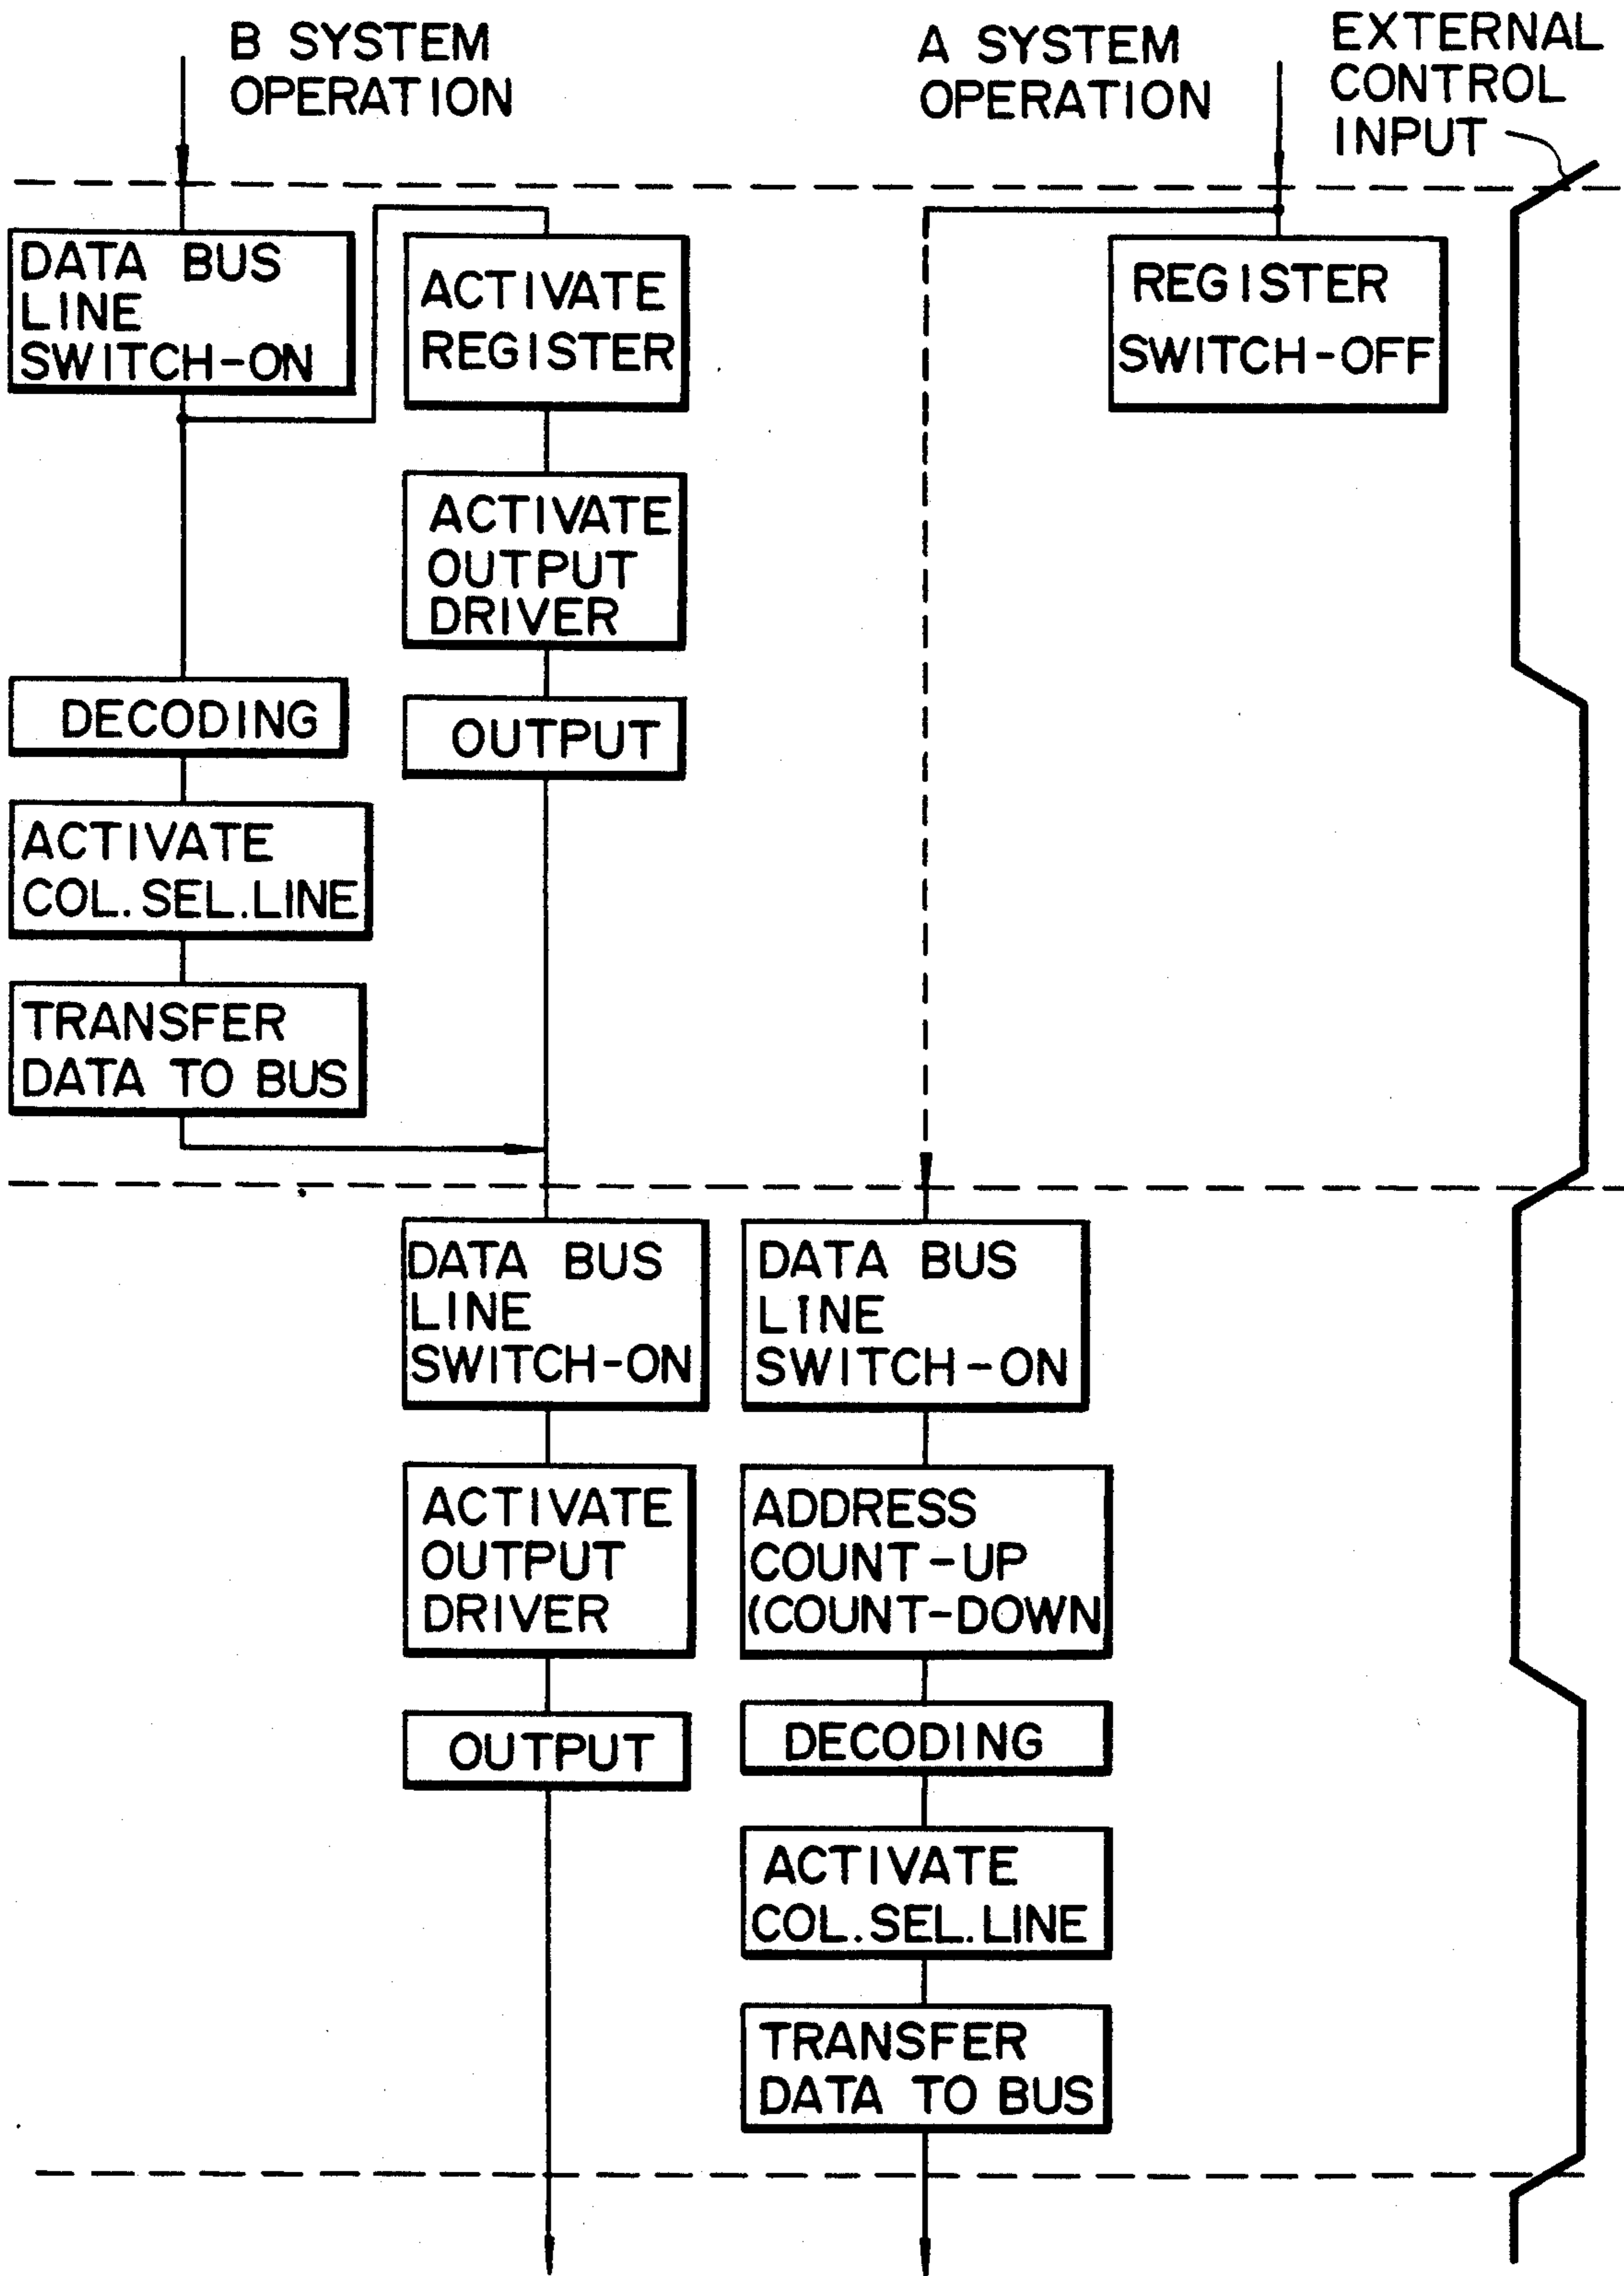 B SYSTEM
OPERATION
A SYSTEM
OPERATION
EXTERNAL
CONTROL
INPUT
DATA BUS
LINE
SWITCH-ON
ACTIVATE
REGISTER
REGISTER
SWITCH-OFF
ACTIVATE
OUTPUT
DRIVER
DECODING
OUTPUT
ACTIVATE
COL. SEL. LINE
TRANSFER
DATA TO BUS
DATA BUS
LINE
SWITCH-ON
DATA BUS
LINE
SWITCH-ON
ACTIVATE
OUTPUT
DRIVER
ADDRESS
COUNT-UP
(COUNT-DOWN
OUTPUT
DECODING
ACTIVATE
COL. SEL. LINE
TRANSFER
DATA TO BUS